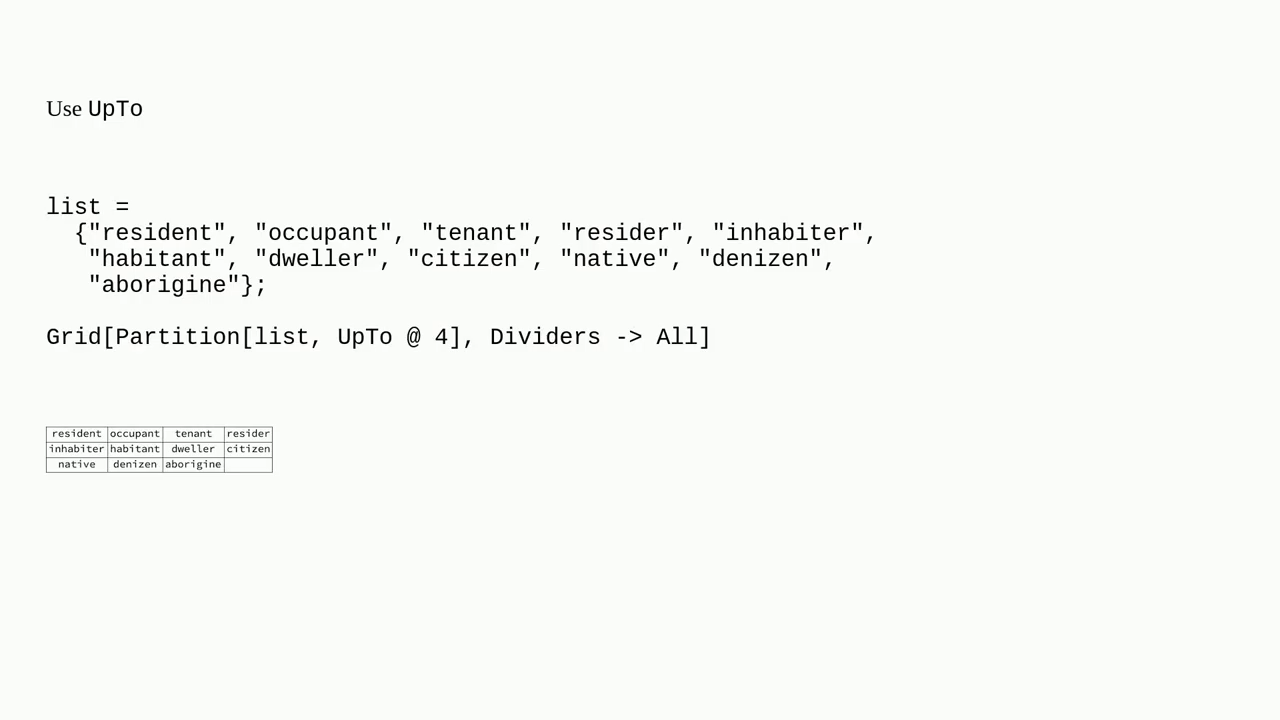 Use UpTo
list =
{"resident", "occupant", "tenant", "resider", "inhabiter",
"habitant", "dweller", "citizen", "native", "denizen",
"aborigine"};
Grid[Partition[list, UpTo @ 4], Dividers -> All]
resident occupant tenant resider
inhabiter habitant dweller citizen
native denizen aborigine